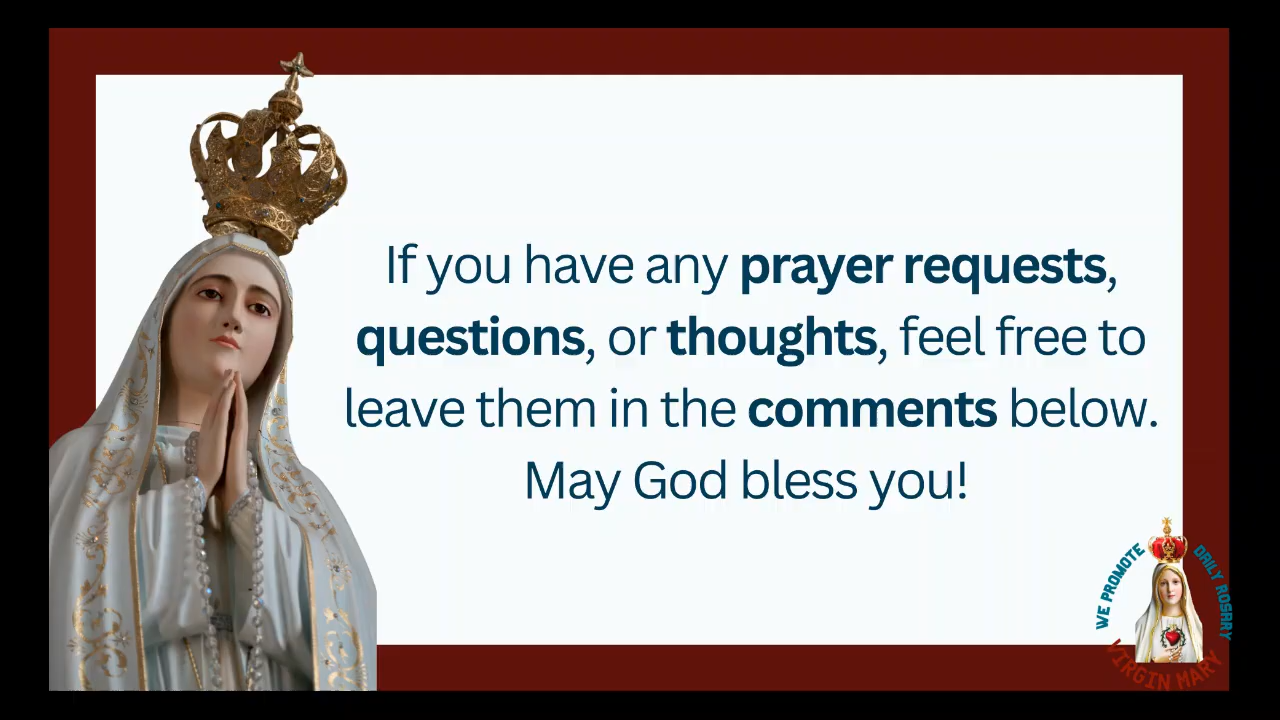 If you have any prayer requests,
questions, or thoughts, feel free to
leave them in the comments below.
May God bless you!
WE PROMOTE
DAILY ROSARY
VIRGIN MARY